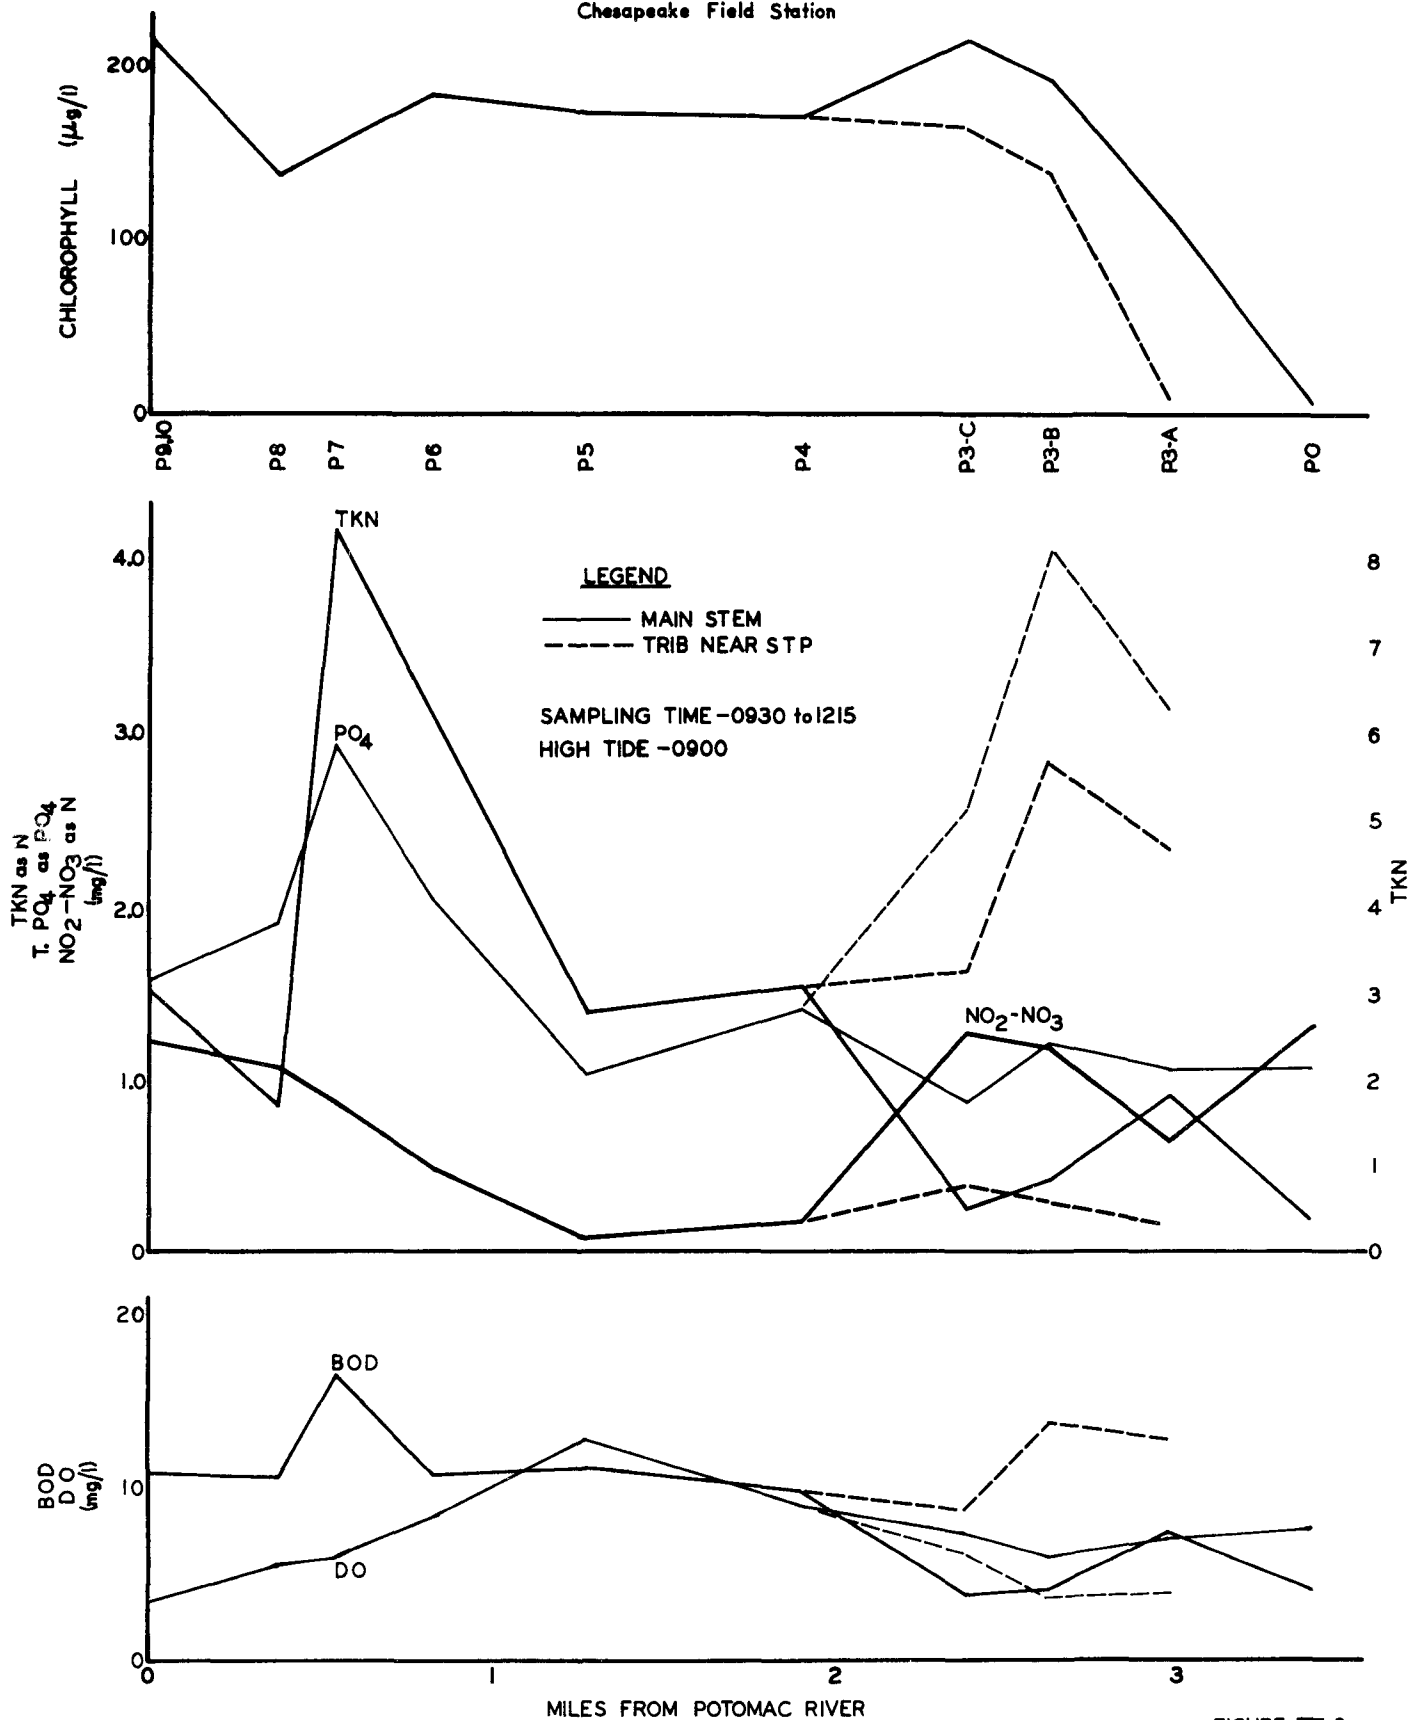 Chesapeake Field Station
CHLOROPHYLL (µg/l)
200
100
0
P9,10
P8
P7
P6
P5
P4
P3-C
P3-B
P3-A
PO
TKN as N
T. PO4 as PO4
NO2-NO3 as N
(mg/l)
4.0
3.0
2.0
1.0
0
TKN
PO4
LEGEND
MAIN STEM
TRIB NEAR STP
SAMPLING TIME-0930 to 1215
HIGH TIDE -0900
NO2-NO3
8
7
6
5
4
3
2
1
0
TKN
BOD
DO
(mg/l)
20
10
0
BOD
DO
0 1 2 3
MILES FROM POTOMAC RIVER